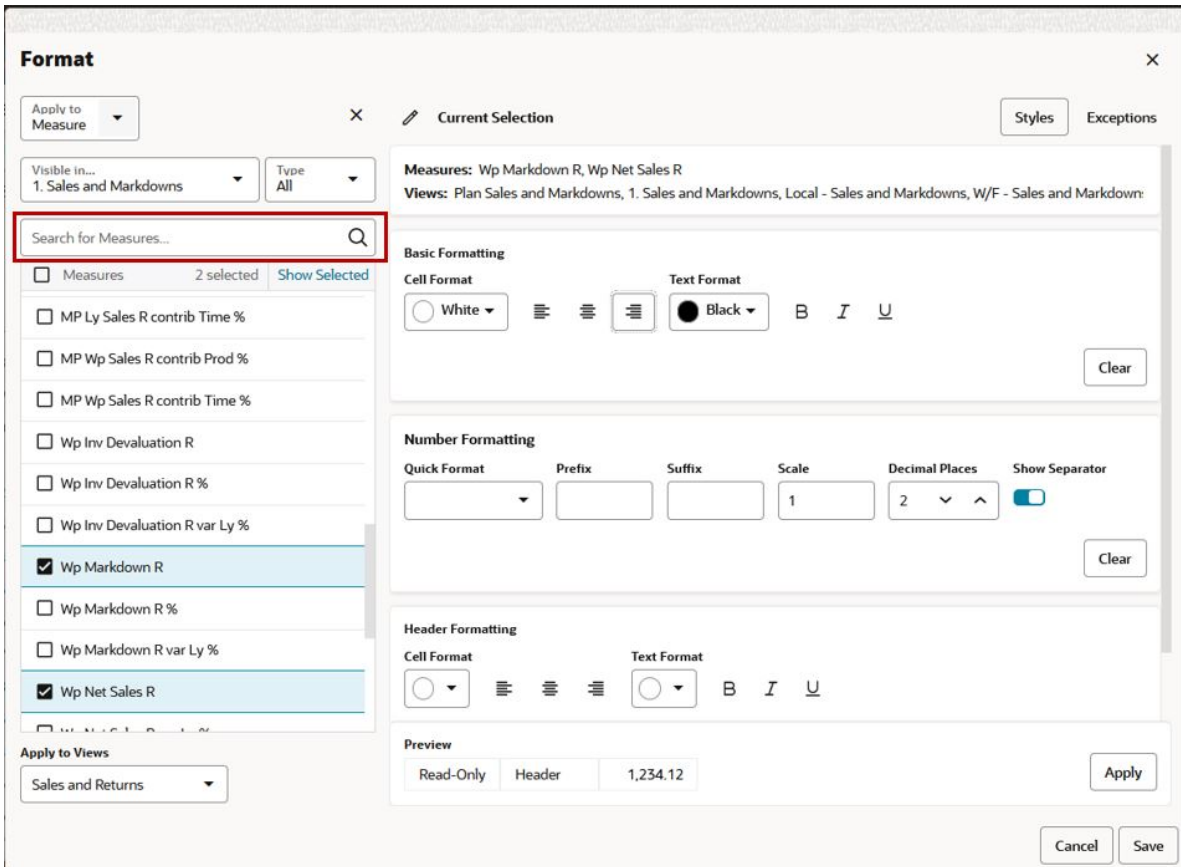 Format
Apply to
Measure
Visible in...
1. Sales and Markdowns
Type
All
Search for Measures...
Measures 2 selected Show Selected
MP Ly Sales R contrib Time %
MP Wp Sales R contrib Prod %
MP Wp Sales R contrib Time %
Wp Inv Devaluation R
Wp Inv Devaluation R %
Wp Inv Devaluation R var Ly %
Wp Markdown R
Wp Markdown R %
Wp Markdown R var Ly %
Wp Net Sales R
Apply to Views
Sales and Returns
Current Selection
Styles Exceptions
Measures: Wp Markdown R, Wp Net Sales R
Views: Plan Sales and Markdowns, 1. Sales and Markdowns, Local - Sales and Markdowns, W/F - Sales and Markdown
Basic Formatting
Cell Format Text Format
White Black B I U
Clear
Number Formatting
Quick Format Prefix Suffix Scale Decimal Places Show Separator
1 2
Clear
Header Formatting
Cell Format Text Format
B I U
Preview
Read-Only Header 1,234.12
Apply
Cancel Save